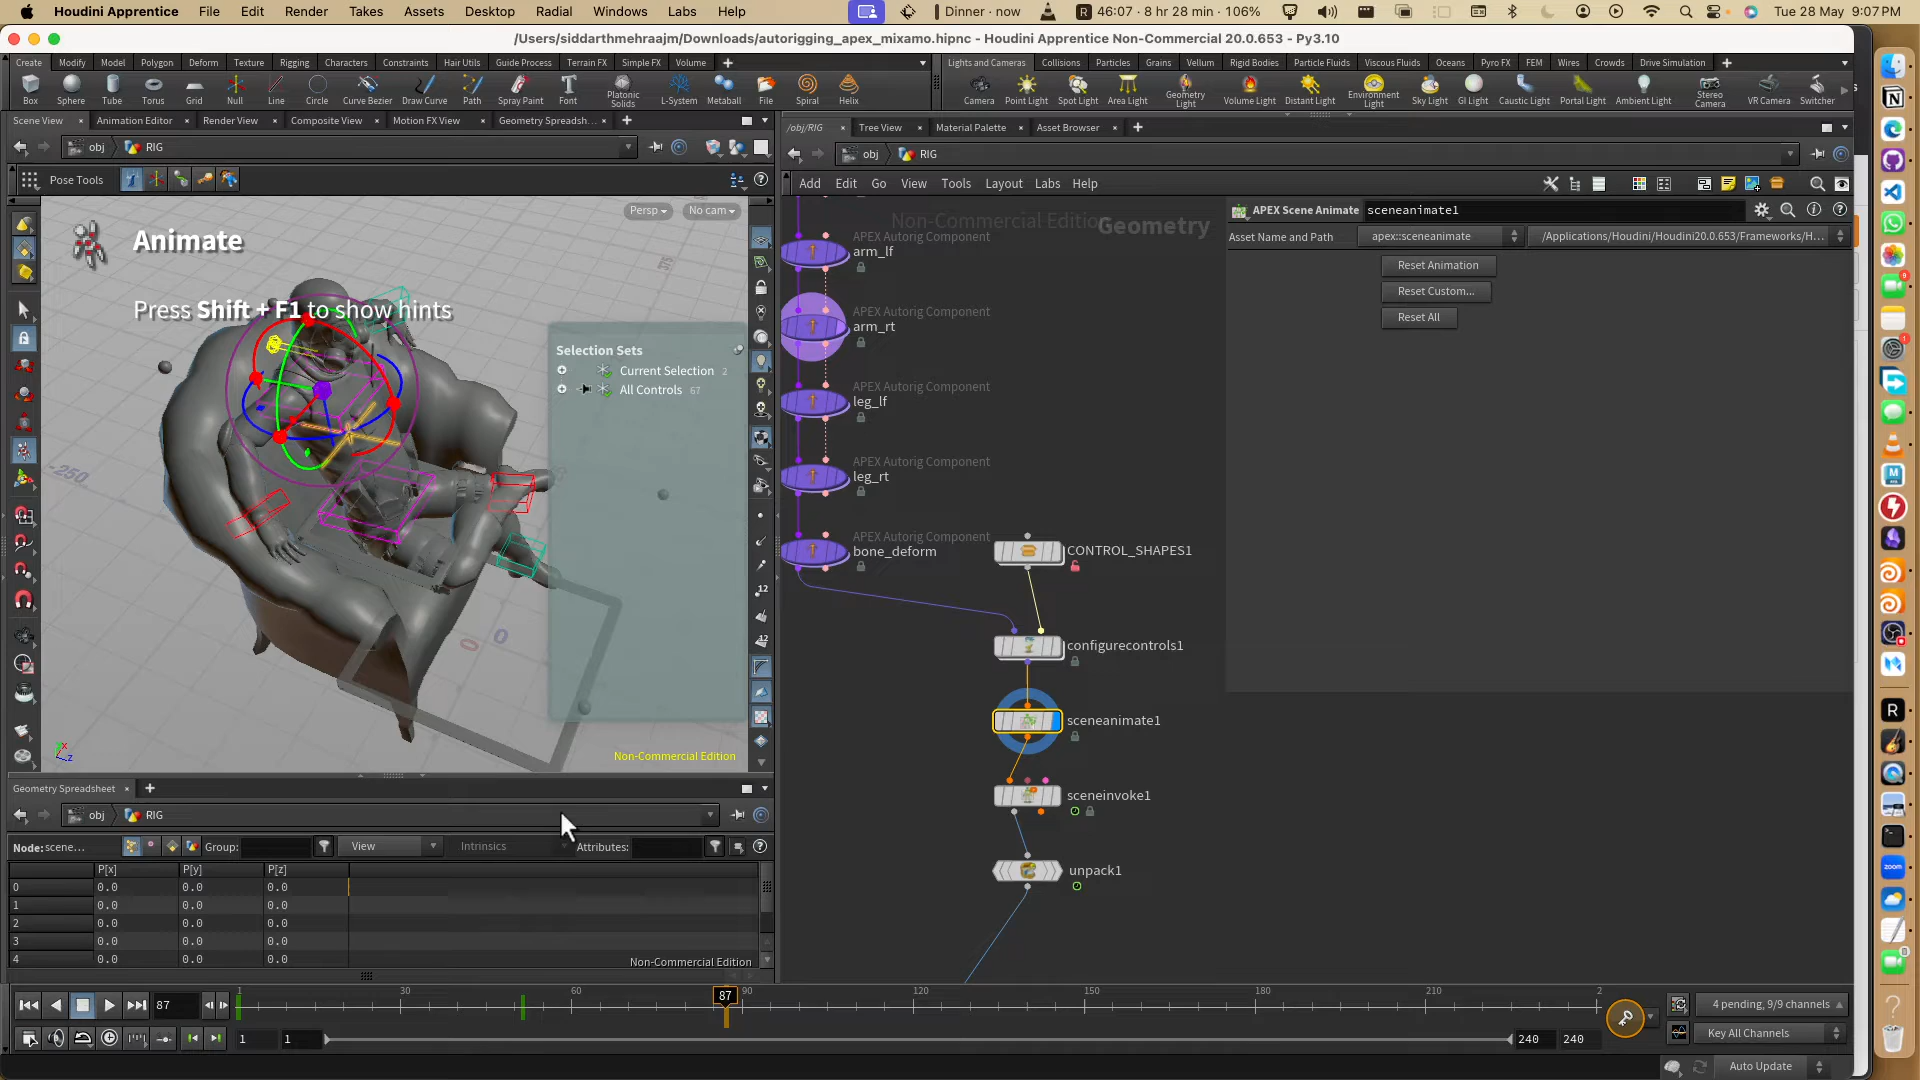 Houdini Apprentice File Edit Render Takes Assets Desktop Radial Windows Labs Help
Dinner · now
46:07 · 8 hr 28 min · 106%
Tue 28 May 9:07 PM
/Users/siddarthmehraajm/Downloads/autorigging_apex_mixamo.hipnc - Houdini Apprentice Non-Commercial 20.0.653 - Py3.10
Create Modify Model Polygon Deform Texture Rigging Characters Constraints Hair Utils Guide Process Terrain FX Simple FX Volume
Lights and Cameras Collisions Particles Grains Vellum Rigid Bodies Particle Fluids Viscous Fluids Oceans Pyro FX FEM Wires Crowds Drive Simulation
Box Sphere Tube Torus Grid Null Line Circle Curve Bezier Draw Curve Path Spray Paint Font Platonic Solids L-System Metaball File Spiral Helix
Camera Point Light Spot Light Area Light Geometry Light Volume Light Distant Light Environment Light Sky Light GI Light Caustic Light Portal Light Ambient Light Stereo Camera VR Camera Switcher
Scene View Animation Editor Render View Composite View Motion FX View Geometry Spreadsh...
/obj/RIG Tree View Material Palette Asset Browser
obj RIG
obj RIG
Pose Tools
Add Edit Go View Tools Layout Labs Help
Persp No cam
Animate
Press Shift + F1 to show hints
Selection Sets
Current Selection 2
All Controls 67
-250
0
0
Non-Commercial Edition
Non-Commercial Edition
Geometry
APEX Autorig Component
arm_lf
APEX Autorig Component
arm_rt
APEX Autorig Component
leg_lf
APEX Autorig Component
leg_rt
APEX Autorig Component
bone_deform
CONTROL_SHAPES1
configurecontrols1
sceneanimate1
sceneinvoke1
unpack1
APEX Scene Animate sceneanimate1
Asset Name and Path apex::sceneanimate /Applications/Houdini/Houdini20.0.653/Frameworks/H...
Reset Animation
Reset Custom...
Reset All
Geometry Spreadsheet
obj RIG
Node: scene... Group: View Intrinsics Attributes:
P[x] P[y] P[z]
0 0.0 0.0 0.0
1 0.0 0.0 0.0
2 0.0 0.0 0.0
3 0.0 0.0 0.0
4 0.0 0.0 0.0
Non-Commercial Edition
87
1 30 60 87 90 120 150 180 210 2
4 pending, 9/9 channels
1 1 240 240
Key All Channels
Auto Update